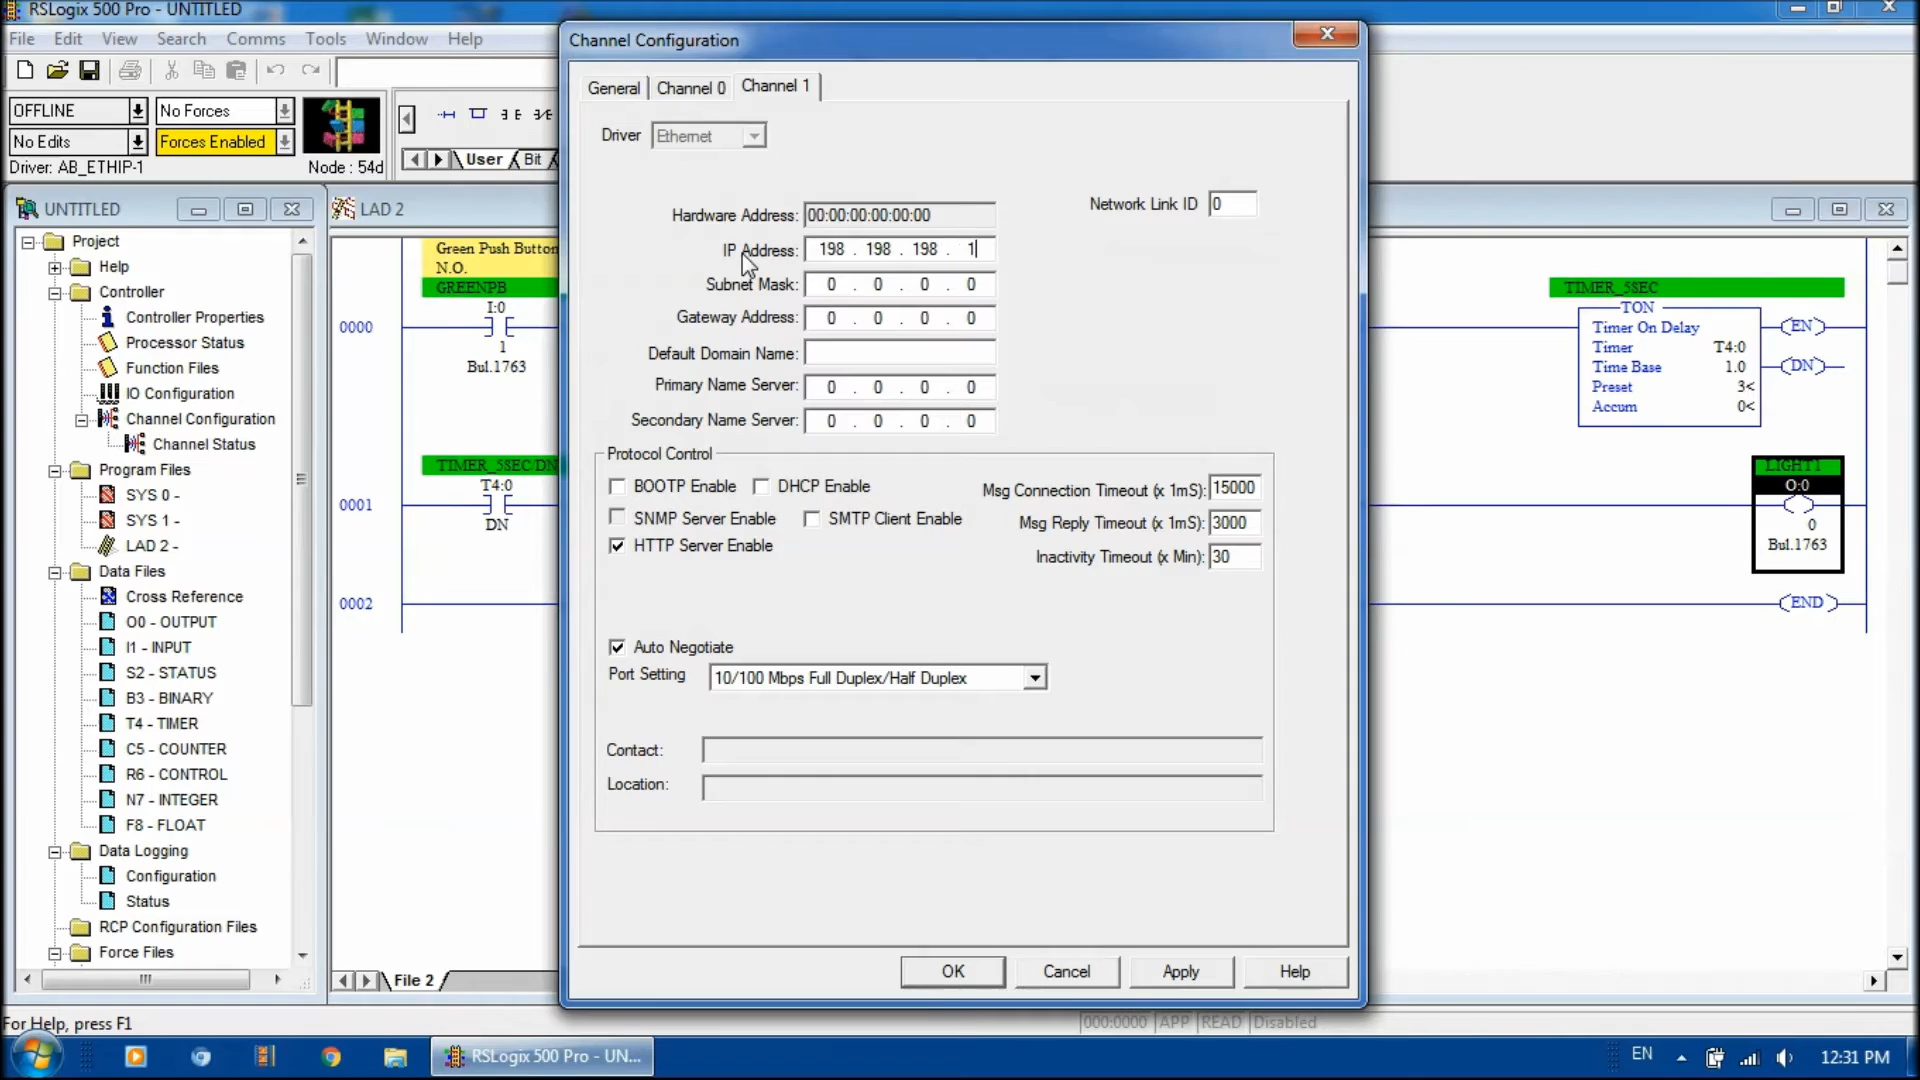 RSLogix 500 Pro - UNTITLED
File Edit View Search Comms Tools Window Help
OFFLINE
No Forces
No Edits
Forces Enabled
Driver: AB_ETHIP-1
Node : 54d
User
Bit
UNTITLED
Project
Help
Controller
Controller Properties
Processor Status
Function Files
IO Configuration
Channel Configuration
Channel Status
Program Files
SYS 0 -
SYS 1 -
LAD 2 -
Data Files
Cross Reference
O0 - OUTPUT
I1 - INPUT
S2 - STATUS
B3 - BINARY
T4 - TIMER
C5 - COUNTER
R6 - CONTROL
N7 - INTEGER
F8 - FLOAT
Data Logging
Configuration
Status
RCP Configuration Files
Force Files
LAD 2
Green Push Button
N.O.
GREENPB
I:0
0000
1
Bul.1763
TIMER_5SEC/DN
T4:0
0001
DN
0002
File 2
Channel Configuration
General
Channel 0
Channel 1
Driver
Ethernet
Hardware Address: 00:00:00:00:00:00
Network Link ID 0
IP Address: 198 . 198 . 198 . 1
Subnet Mask: 0 . 0 . 0 . 0
Gateway Address: 0 . 0 . 0 . 0
Default Domain Name:
Primary Name Server: 0 . 0 . 0 . 0
Secondary Name Server: 0 . 0 . 0 . 0
Protocol Control
BOOTP Enable
DHCP Enable
Msg Connection Timeout (x 1mS): 15000
SNMP Server Enable
SMTP Client Enable
Msg Reply Timeout (x 1mS): 3000
HTTP Server Enable
Inactivity Timeout (x Min): 30
Auto Negotiate
Port Setting
10/100 Mbps Full Duplex/Half Duplex
Contact:
Location:
OK
Cancel
Apply
Help
TIMER_5SEC
TON
Timer On Delay
EN
Timer T4:0
Time Base 1.0
DN
Preset 3<
Accum 0<
LIGHT1
O:0
0
Bul.1763
END
For Help, press F1
000:0000
APP
READ
Disabled
RSLogix 500 Pro - UN...
EN
12:31 PM